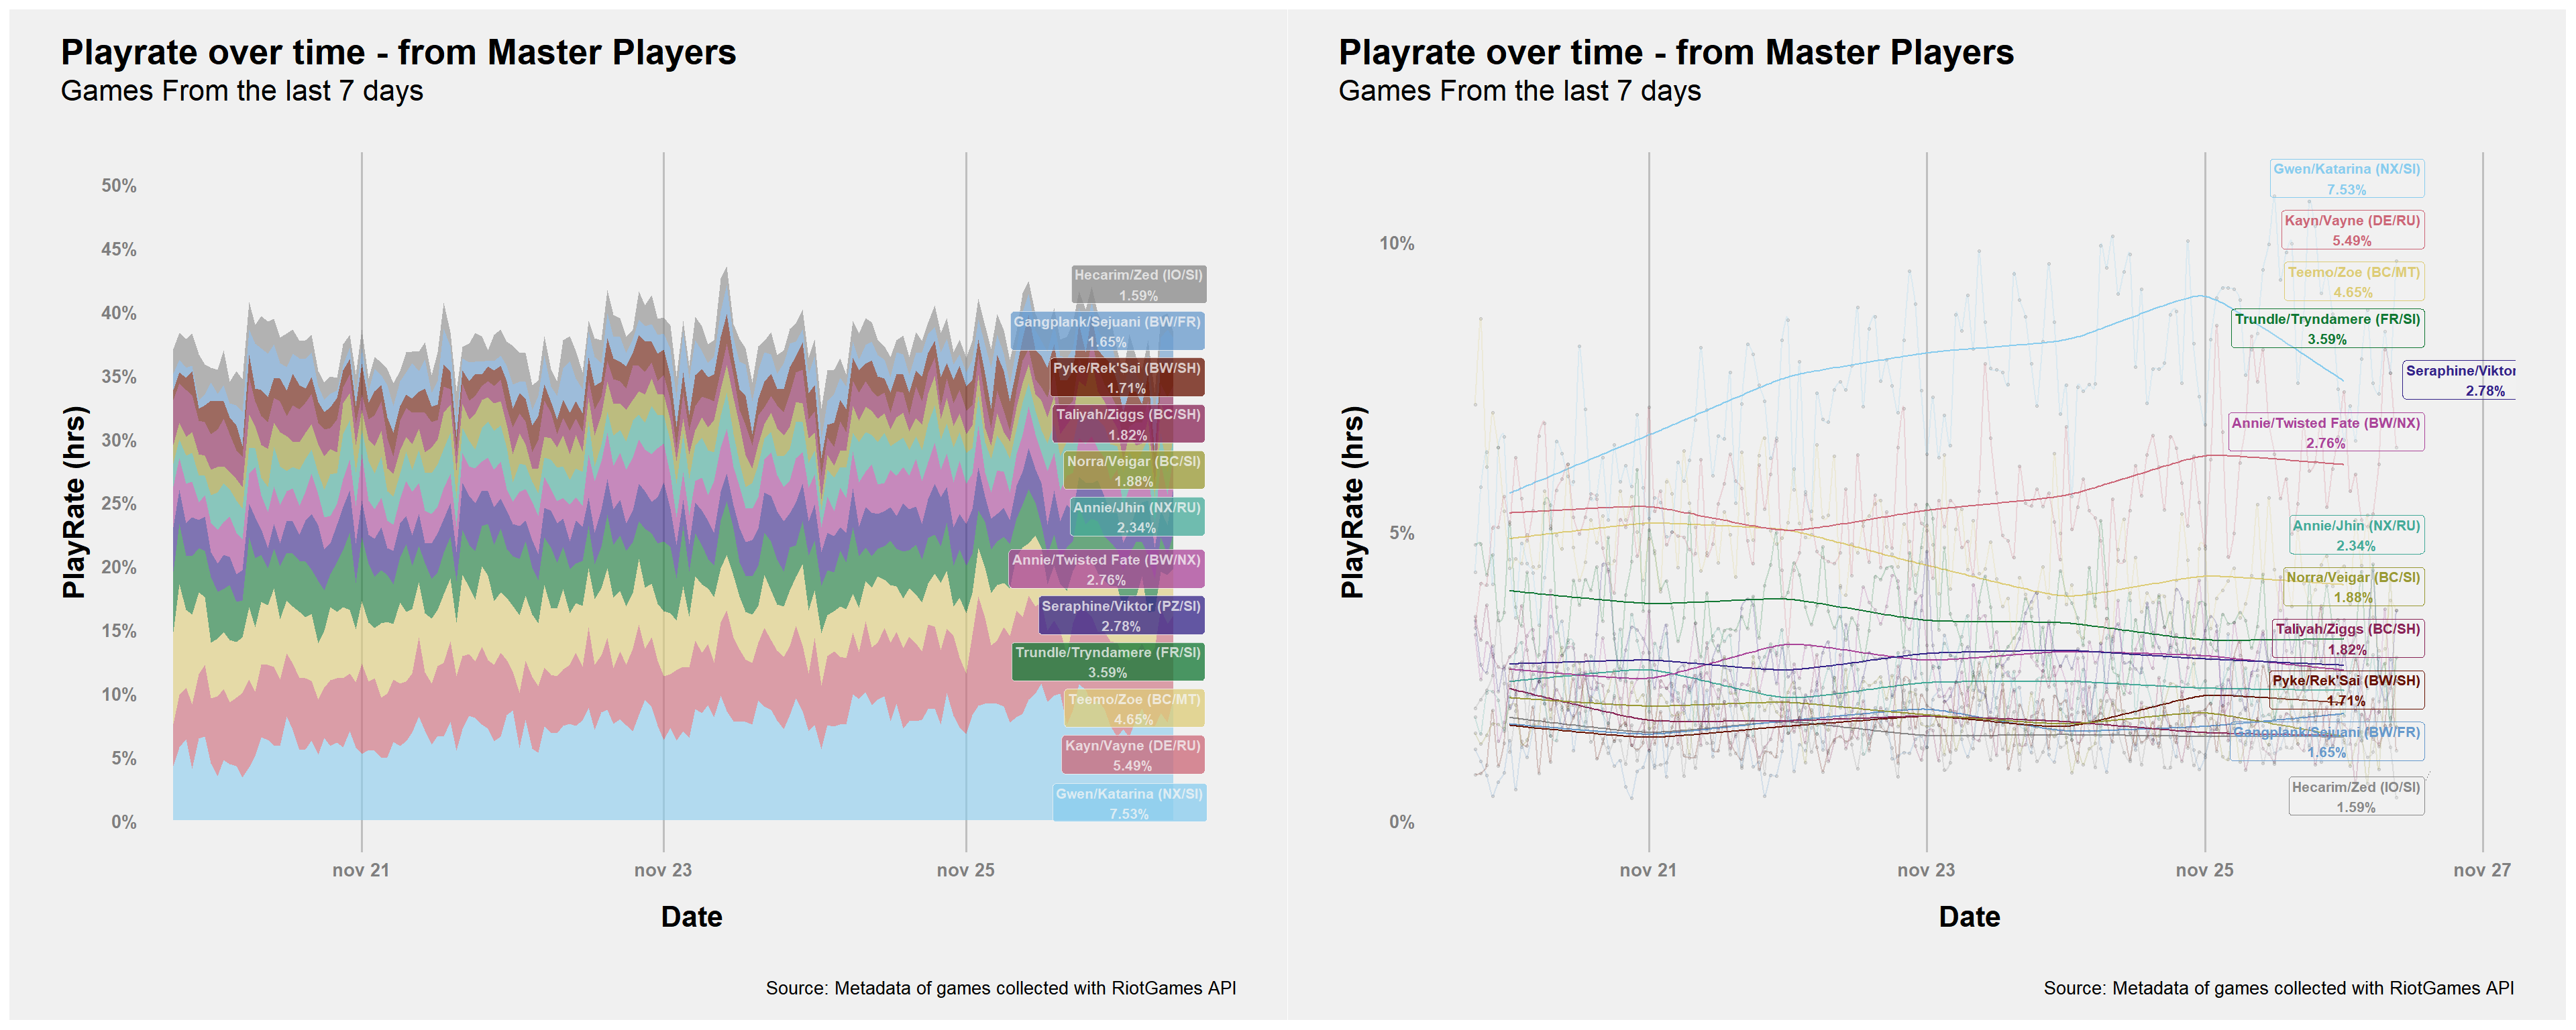 Playrate over time - from Master Players
Games From the last 7 days
PlayRate (hrs)
50%
45%
40%
35%
30%
25%
20%
15%
10%
5%
0%
Hecarim/Zed (IO/SI)
1.59%
Gangplank/Sejuani (BW/FR)
1.65%
Pyke/Rek'Sai (BW/SH)
1.71%
Taliyah/Ziggs (BC/SH)
1.82%
Norra/Veigar (BC/SI)
1.88%
Annie/Jhin (NX/RU)
2.34%
Annie/Twisted Fate (BW/NX)
2.76%
Seraphine/Viktor (PZ/SI)
2.78%
Trundle/Tryndamere (FR/SI)
3.59%
Teemo/Zoe (BC/MT)
4.65%
Kayn/Vayne (DE/RU)
5.49%
Gwen/Katarina (NX/SI)
7.53%
nov 21
nov 23
nov 25
Date
Source: Metadata of games collected with RiotGames API
Playrate over time - from Master Players
Games From the last 7 days
PlayRate (hrs)
10%
5%
0%
Gwen/Katarina (NX/SI)
7.53%
Kayn/Vayne (DE/RU)
5.49%
Teemo/Zoe (BC/MT)
4.65%
Trundle/Tryndamere (FR/SI)
3.59%
Seraphine/Viktor
2.78%
Annie/Twisted Fate (BW/NX)
2.76%
Annie/Jhin (NX/RU)
2.34%
Norra/Veigar (BC/SI)
1.88%
Taliyah/Ziggs (BC/SH)
1.82%
Pyke/Rek'Sai (BW/SH)
1.71%
Gangplank/Sejuani (BW/FR)
1.65%
Hecarim/Zed (IO/SI)
1.59%
nov 21
nov 23
nov 25
nov 27
Date
Source: Metadata of games collected with RiotGames API